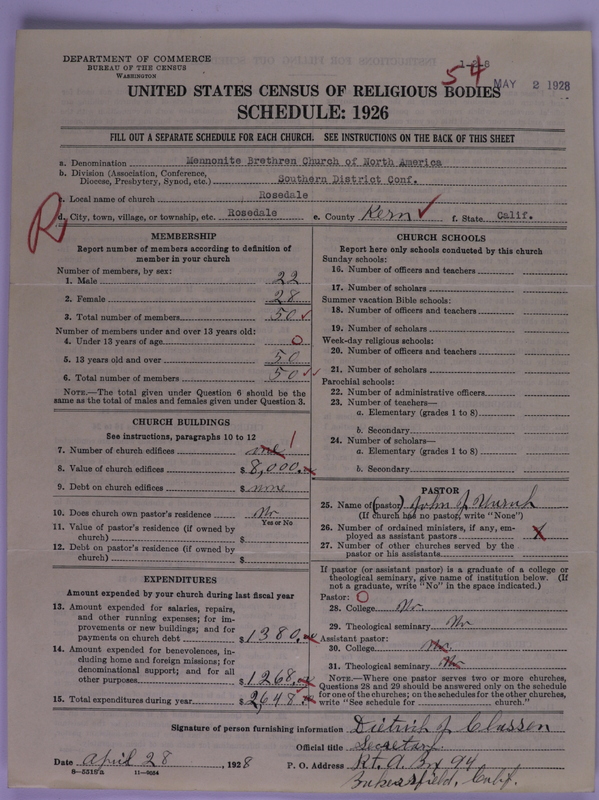 DEPARTMENT OF COMMERCE
BUREAU OF THE CENSUS
WASHINGTON
54
MAY 2 1928
UNITED STATES CENSUS OF RELIGIOUS BODIES
SCHEDULE: 1926
FILL OUT A SEPARATE SCHEDULE FOR EACH CHURCH. SEE INSTRUCTIONS ON THE BACK OF THIS SHEET
a. Denomination Mennonite Brethren Church of North America
b. Division (Association, Conference,
Diocese, Presbytery, Synod, etc.) Southern District Conf.
c. Local name of church Rosedale
d. City, town, village, or township, etc. Rosedale e. County Kern f. State Calif.
R
MEMBERSHIP
Report number of members according to definition of
member in your church
Number of members, by sex:
1. Male 22
2. Female 28
3. Total number of members 50
Number of members under and over 13 years old:
4. Under 13 years of age 0
5. 13 years old and over 50
6. Total number of members 50
NOTE.—The total given under Question 6 should be
same as the total of males and females given under Question 3.
CHURCH BUILDINGS
See instructions, paragraphs 10 to 12
7. Number of church edifices one 1
8. Value of church edifices $ 8,000.
9. Debt on church edifices $ none
10. Does church own pastor's residence No
Yes or No
11. Value of pastor's residence (if owned by
church) $
12. Debt on pastor's residence (if owned by
church) $
EXPENDITURES
Amount expended by your church during last fiscal year
13. Amount expended for salaries, repairs,
and other running expenses; for im-
provements or new buildings; and for
payments on church debt $ 1380.
14. Amount expended for benevolences, in-
cluding home and foreign missions; for
denominational support; and for all
other purposes $ 1268.
15. Total expenditures during year $ 2,648.
CHURCH SCHOOLS
Report here only schools conducted by this church
Sunday schools:
16. Number of officers and teachers
17. Number of scholars
Summer vacation Bible schools:
18. Number of officers and teachers
19. Number of scholars
Week-day religious schools:
20. Number of officers and teachers
21. Number of scholars
Parochial schools:
22. Number of administrative officers
23. Number of teachers—
a. Elementary (grades 1 to 8)
b. Secondary
24. Number of scholars—
a. Elementary (grades 1 to 8)
b. Secondary
PASTOR
25. Name of (pastor) John J.
(If church has no pastor, write "None")
26. Number of ordained ministers, if any, em-
ployed as assistant pastors X
27. Number of other churches served by the
pastor or his assistants
If pastor (or assistant pastor) is a graduate of a college or
theological seminary, give name of institution below. (If
not a graduate, write "No" in the space indicated.)
Pastor: O
28. College No
29. Theological seminary No
Assistant pastor:
30. College No
31. Theological seminary No
NOTE.—Where one pastor serves two or more churches,
Questions 28 and 29 should be answered only on the schedule
for one of the churches; on the schedules for the other churches,
write "See schedule for church."
Signature of person furnishing information Dietrich J. Classen
Official title Secretary
Date April 28, 1928 P. O. Address Rt. A. Box 94
Bakersfield, Calif.
8-5516a 11-9064